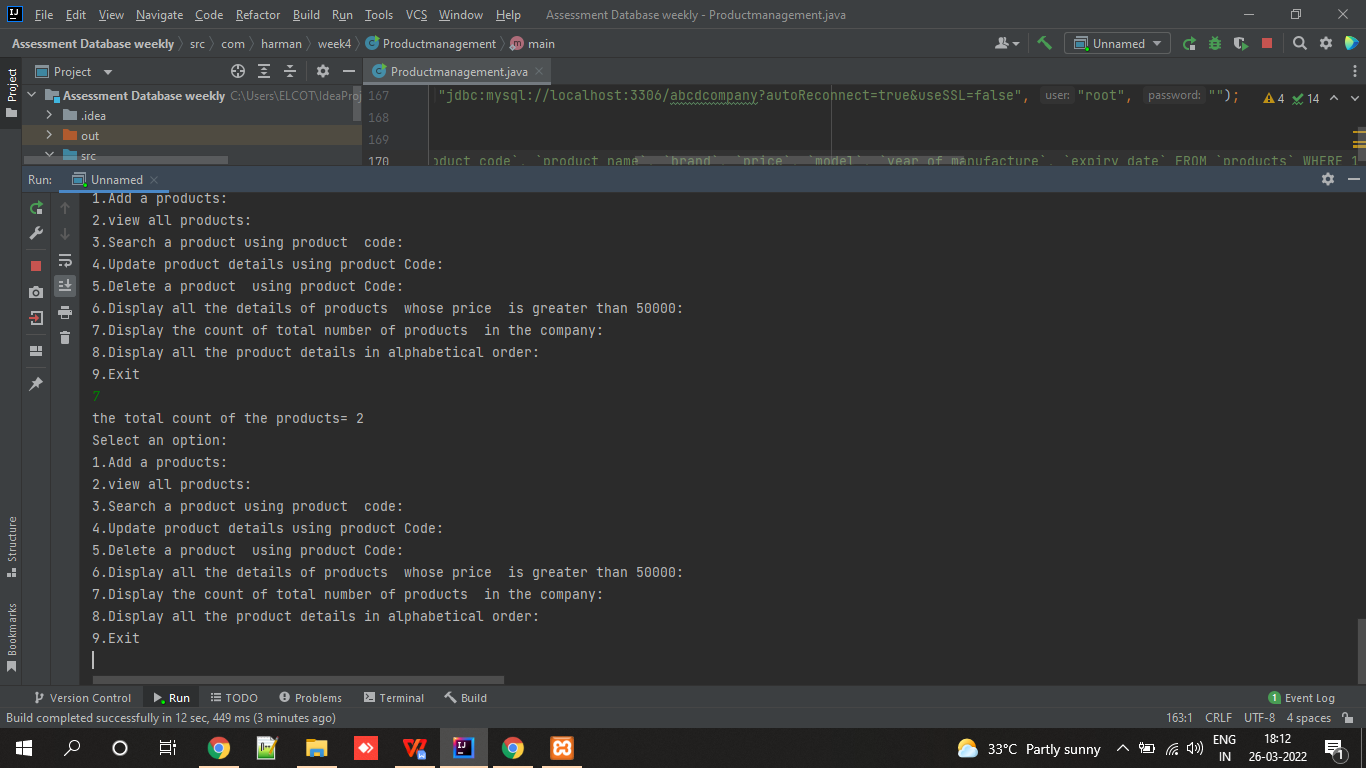 File Edit View Navigate Code Refactor Build Run Tools VCS Window Help Assessment Database weekly - Productmanagement.java
Assessment Database weekly src com harman week4 Productmanagement main Unnamed
Project Project Productmanagement.java
Assessment Database weekly C:\Users\ELCOT\IdeaProj
.idea
out
src
167 "jdbc:mysql://localhost:3306/abcdcompany?autoReconnect=true&useSSL=false", user: "root", password: ""); 4 14
168
169
170 oduct code`, `product name`, `brand`, `price`, `model`, `year of manufacture`, `expiry date` FROM `products` WHERE 1
Run: Unnamed
1.Add a products:
2.view all products:
3.Search a product using product  code:
4.Update product details using product Code:
5.Delete a product  using product Code:
6.Display all the details of products  whose price  is greater than 50000:
7.Display the count of total number of products  in the company:
8.Display all the product details in alphabetical order:
9.Exit
7
the total count of the products= 2
Select an option:
1.Add a products:
2.view all products:
3.Search a product using product  code:
4.Update product details using product Code:
5.Delete a product  using product Code:
6.Display all the details of products  whose price  is greater than 50000:
7.Display the count of total number of products  in the company:
8.Display all the product details in alphabetical order:
9.Exit
Structure
Bookmarks
Version Control Run TODO Problems Terminal Build 1 Event Log
Build completed successfully in 12 sec, 449 ms (3 minutes ago) 163:1 CRLF UTF-8 4 spaces
33°C Partly sunny ENG IN 18:12 26-03-2022 1